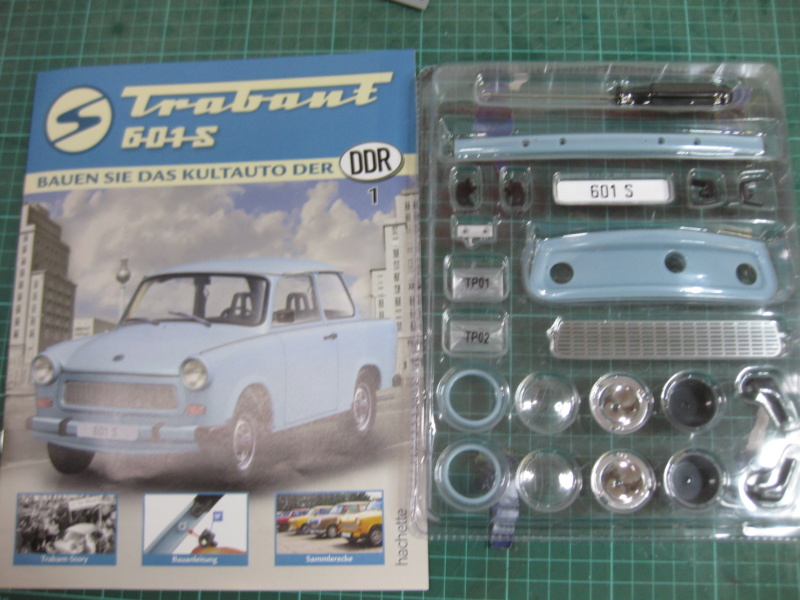 Trabant
601 S
BAUEN SIE DAS KULTAUTO DER DDR
1
601 S
Trabant-Story
Bauanleitung
Sammlerecke
hachette
601 S
TP01
TP02